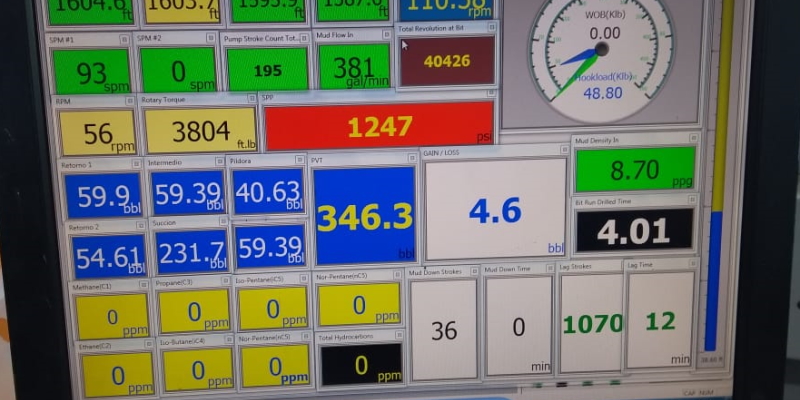 1604.6 ft
1603.7 ft
1595.9 ft
1587.6 ft
110.58 rpm
SPM #1
93 spm
SPM #2
0 spm
Pump Stroke Count Tot...
195
Mud Flow In
381 gal/min
Total Revolution at Bit
40426
WOB(Klb)
0.00
Hookload(Klb)
48.80
RPM
56 rpm
Rotary Torque
3804 ft.lb
SPP
1247 psi
Mud Density In
8.70 ppg
Retorno 1
59.9 bbl
Intermedio
59.39 bbl
Pildora
40.63 bbl
PVT
346.3 bbl
GAIN / LOSS
4.6 bbl
Bit Run Drilled Time
4.01
Retorno 2
54.61 bbl
Succion
231.7 bbl
59.39 bbl
Methane(C1)
0 ppm
Propane(C3)
0 ppm
Iso-Pentane(iC5)
0 ppm
Nor-Pentane(nC5)
0 ppm
Mud Down Strokes
36
Mud Down Time
0 min
Lag Strokes
1070
Lag Time
12 min
Ethane(C2)
0 ppm
Iso-Butane(iC4)
0 ppm
Nor-Pentane(nC5)
0 ppm
Total Hydrocarbons
0 ppm
CAP NUM